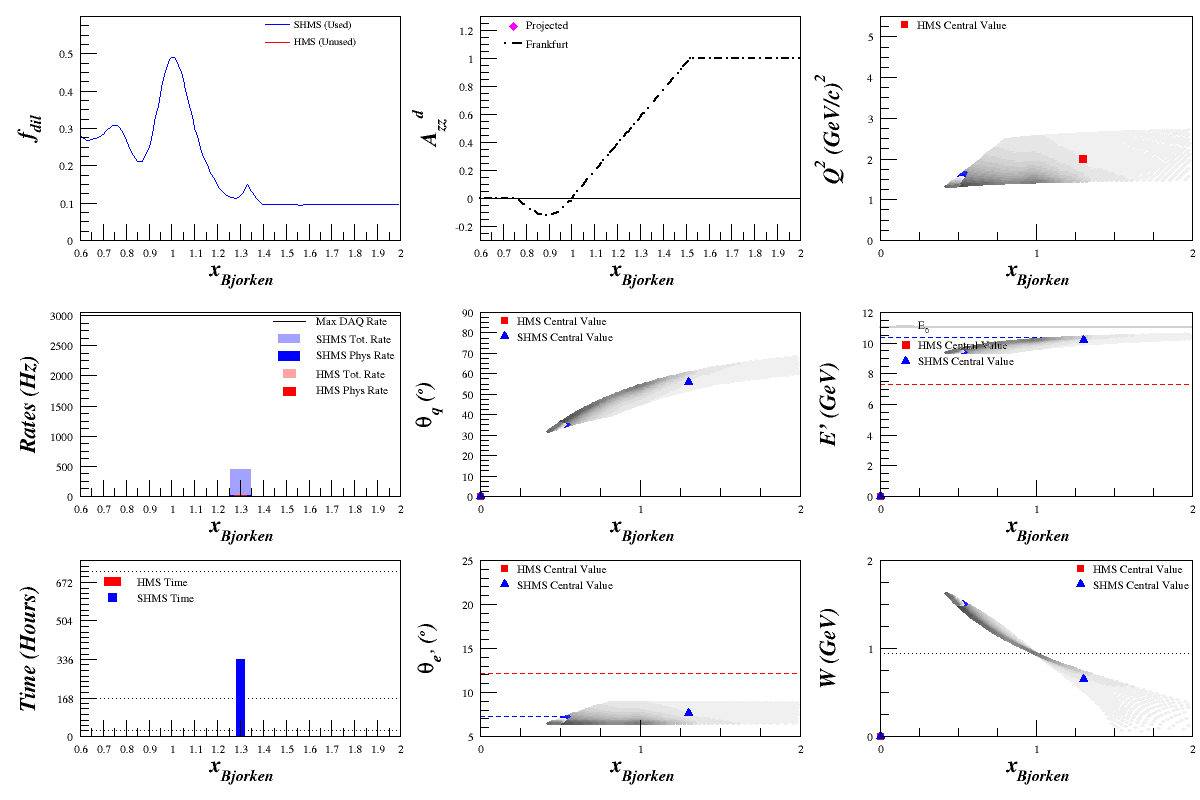 SHMS (Used)
HMS (Unused)
f_dil
0.5
0.4
0.3
0.2
0.1
0
0.6 0.7 0.8 0.9 1 1.1 1.2 1.3 1.4 1.5 1.6 1.7 1.8 1.9 2
x_Bjorken
Projected
Frankfurt
A_zz^d
1.2
1
0.8
0.6
0.4
0.2
0
-0.2
0.6 0.7 0.8 0.9 1 1.1 1.2 1.3 1.4 1.5 1.6 1.7 1.8 1.9 2
x_Bjorken
HMS Central Value
Q^2 (GeV/c)^2
5
4
3
2
1
0
0 1 2
x_Bjorken
Max DAQ Rate
SHMS Tot. Rate
SHMS Phys Rate
HMS Tot. Rate
HMS Phys Rate
Rates (Hz)
3000
2500
2000
1500
1000
500
0
0.6 0.7 0.8 0.9 1 1.1 1.2 1.3 1.4 1.5 1.6 1.7 1.8 1.9 2
x_Bjorken
HMS Central Value
SHMS Central Value
θ_q (°)
90
80
70
60
50
40
30
20
10
0
0 1 2
x_Bjorken
E_0
HMS Central Value
SHMS Central Value
E' (GeV)
12
10
8
6
4
2
0
0 1 2
x_Bjorken
HMS Time
SHMS Time
Time (Hours)
672
504
336
168
0
0.6 0.7 0.8 0.9 1 1.1 1.2 1.3 1.4 1.5 1.6 1.7 1.8 1.9 2
x_Bjorken
HMS Central Value
SHMS Central Value
θ_e' (°)
25
20
15
10
5
0 1 2
x_Bjorken
HMS Central Value
SHMS Central Value
W (GeV)
2
1
0
0 1 2
x_Bjorken